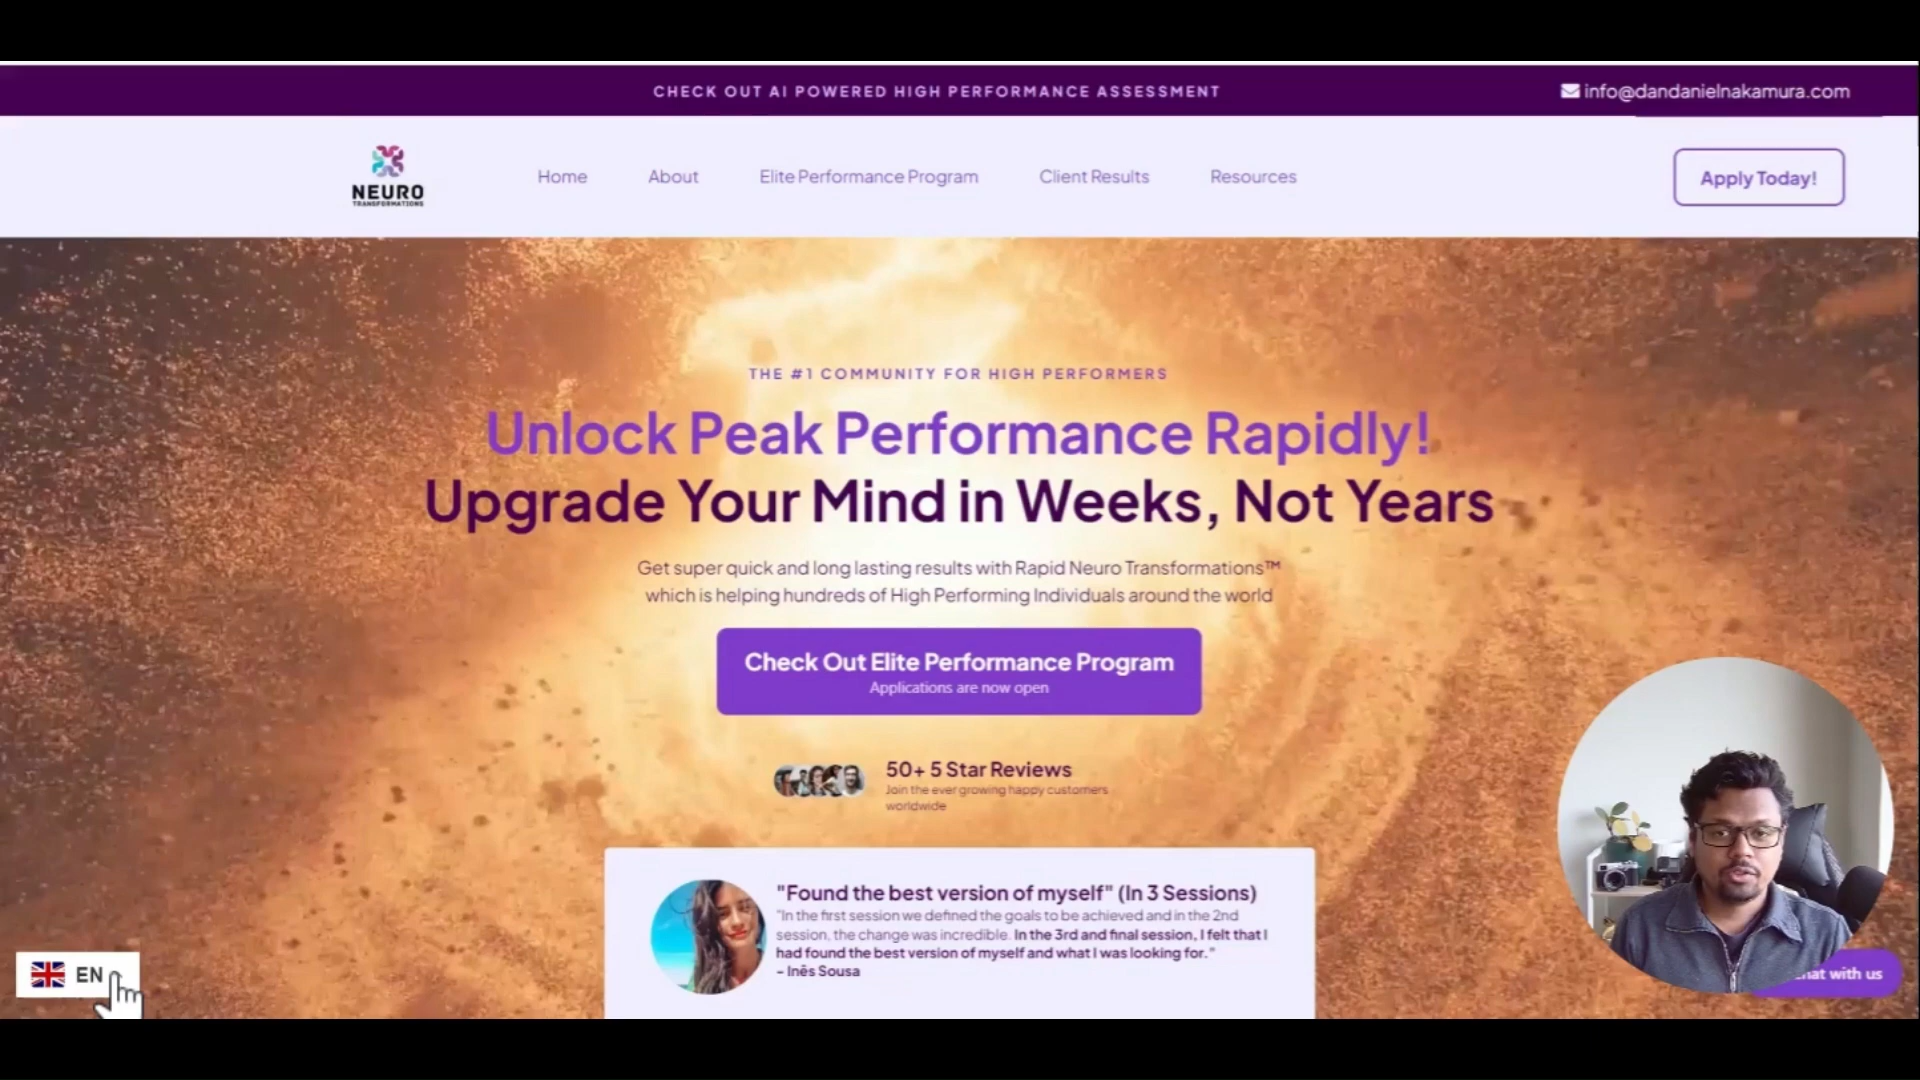 CHECK OUT AI POWERED HIGH PERFORMANCE ASSESSMENT
info@dandanielnakamura.com
NEURO
TRANSFORMATIONS
Home
About
Elite Performance Program
Client Results
Resources
Apply Today!
THE #1 COMMUNITY FOR HIGH PERFORMERS
Unlock Peak Performance Rapidly!
Upgrade Your Mind in Weeks, Not Years
Get super quick and long lasting results with Rapid Neuro Transformations™
which is helping hundreds of High Performing Individuals around the world
Check Out Elite Performance Program
Applications are now open
50+ 5 Star Reviews
Join the ever growing happy customers
worldwide
"Found the best version of myself" (In 3 Sessions)
"In the first session we defined the goals to be achieved and in the 2nd
session, the change was incredible. In the 3rd and final session, I felt that I
had found the best version of myself and what I was looking for."
– Inês Sousa
EN
with us